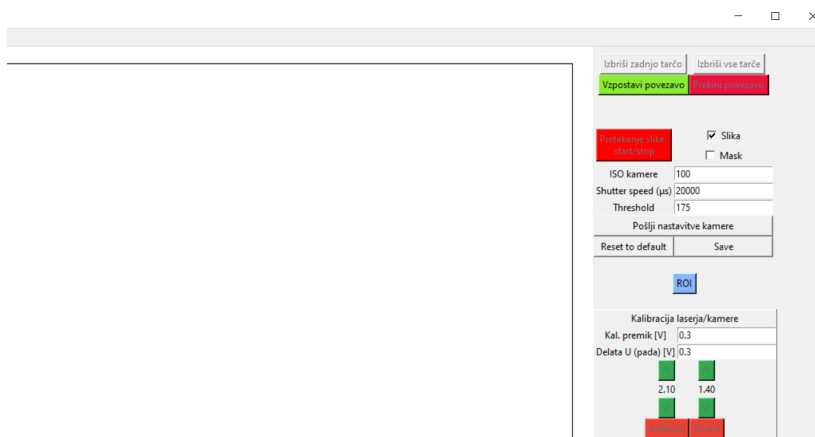 Izbriši zadnjo tarčo Izbriši vse tarče
Vzpostavi povezavo Prekini povezavo
Pretakanje slike
start/stop
Slika
Mask
ISO kamere 100
Shutter speed (µs) 20000
Threshold 175
Pošlji nastavitve kamere
Reset to default Save
ROI
Kalibracija laserja/kamere
Kal. premik [V] 0.3
Delata U (pada) [V] 0.3
2.10 1.40